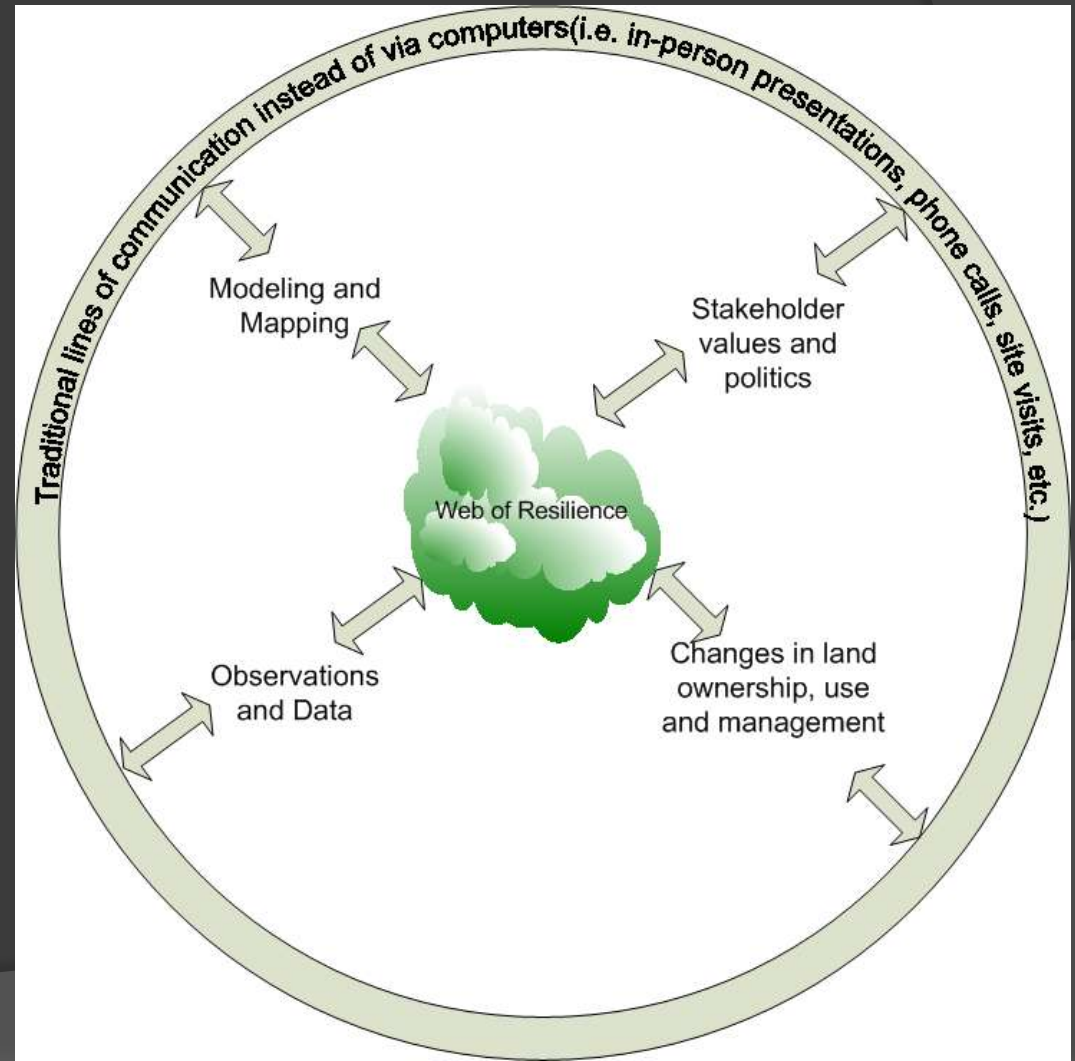 Traditional lines of communication instead of via computers(i.e. in-person presentations, phone calls, site visits, etc.)
Modeling and
Mapping
Stakeholder
values and
politics
Web of Resilience
Observations
and Data
Changes in land
ownership, use
and management